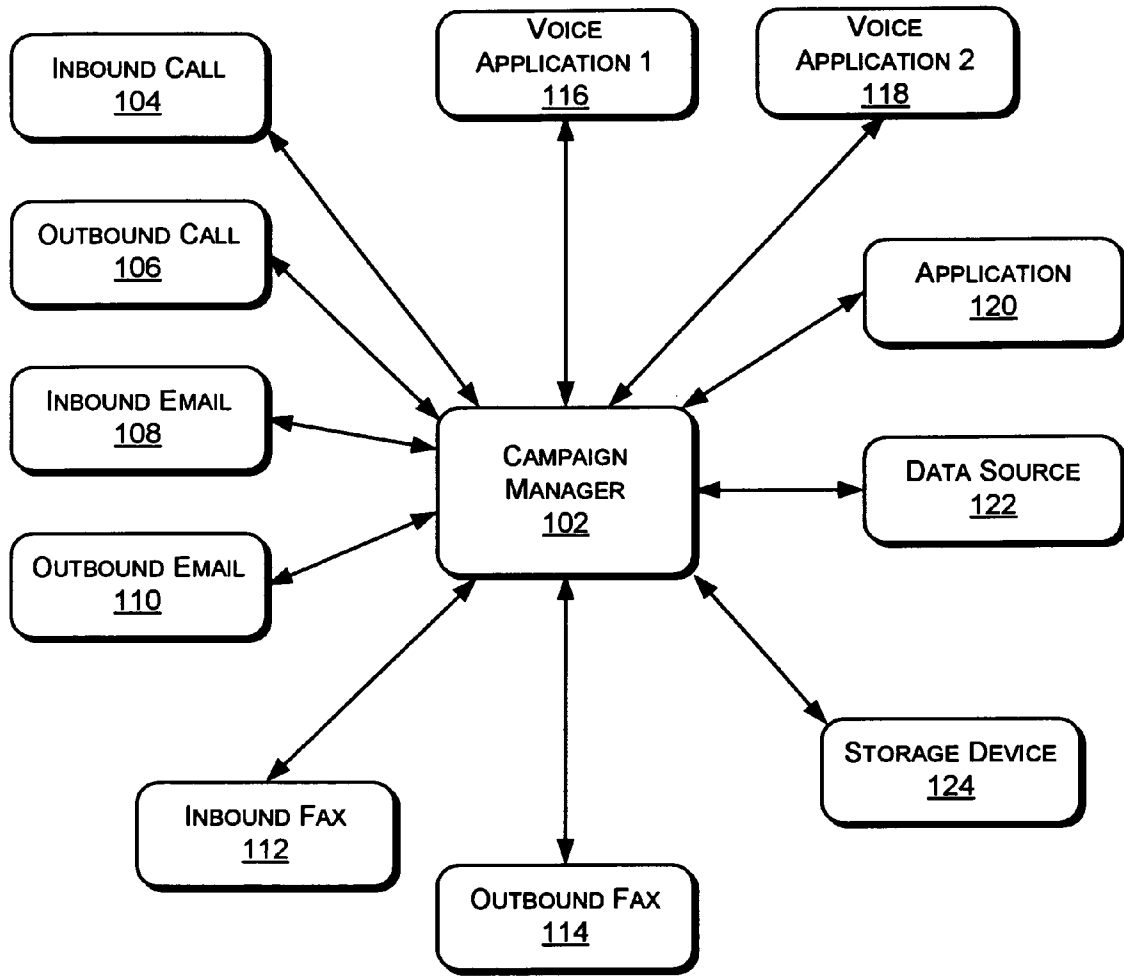 INBOUND CALL
104
OUTBOUND CALL
106
INBOUND EMAIL
108
OUTBOUND EMAIL
110
INBOUND FAX
112
OUTBOUND FAX
114
VOICE
APPLICATION 1
116
VOICE
APPLICATION 2
118
APPLICATION
120
DATA SOURCE
122
STORAGE DEVICE
124
CAMPAIGN
MANAGER
102